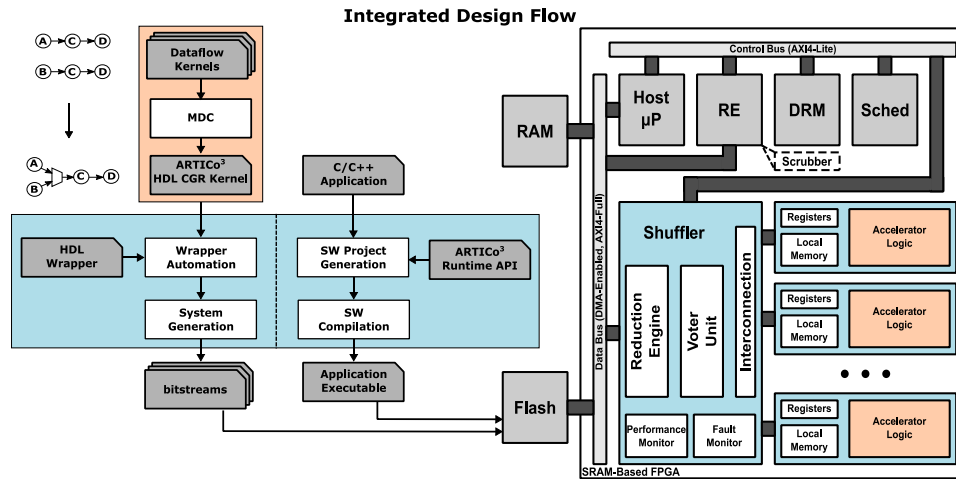 Integrated Design Flow
A
C
D
B
C
D
A
B
C
D
Dataflow
Kernels
MDC
ARTICo³
HDL CGR Kernel
C/C++
Application
HDL
Wrapper
Wrapper
Automation
System
Generation
SW Project
Generation
SW
Compilation
ARTICo³
Runtime API
bitstreams
Application
Executable
RAM
Flash
Control Bus (AXI4-Lite)
Data Bus (DMA-Enabled, AXI4-Full)
Host
µP
RE
DRM
Sched
Scrubber
Shuffler
Reduction
Engine
Voter
Unit
Interconnection
Performance
Monitor
Fault
Monitor
Registers
Local
Memory
Accelerator
Logic
Registers
Local
Memory
Accelerator
Logic
Registers
Local
Memory
Accelerator
Logic
SRAM-Based FPGA